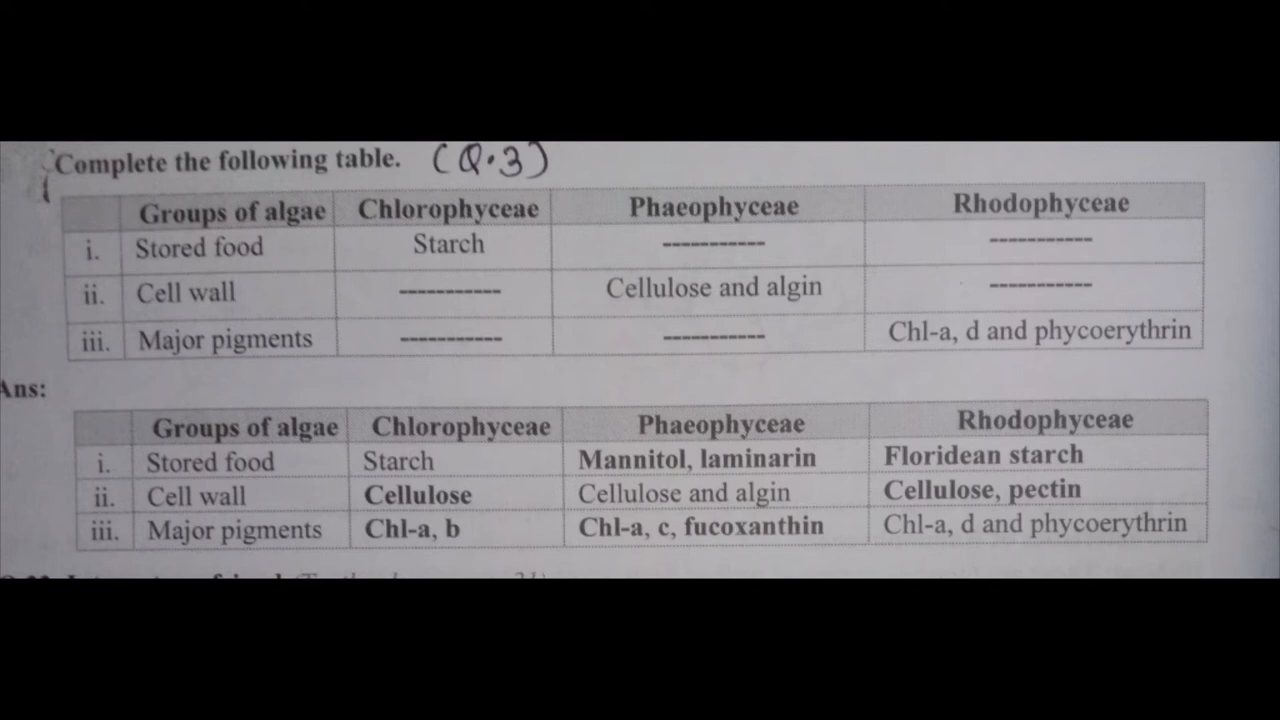 Complete the following table. (Q.3)
Groups of algae Chlorophyceae Phaeophyceae Rhodophyceae
i. Stored food Starch ----------- -----------
ii. Cell wall ----------- Cellulose and algin -----------
iii. Major pigments ----------- ----------- Chl-a, d and phycoerythrin
Ans:
Groups of algae Chlorophyceae Phaeophyceae Rhodophyceae
i. Stored food Starch Mannitol, laminarin Floridean starch
ii. Cell wall Cellulose Cellulose and algin Cellulose, pectin
iii. Major pigments Chl-a, b Chl-a, c, fucoxanthin Chl-a, d and phycoerythrin